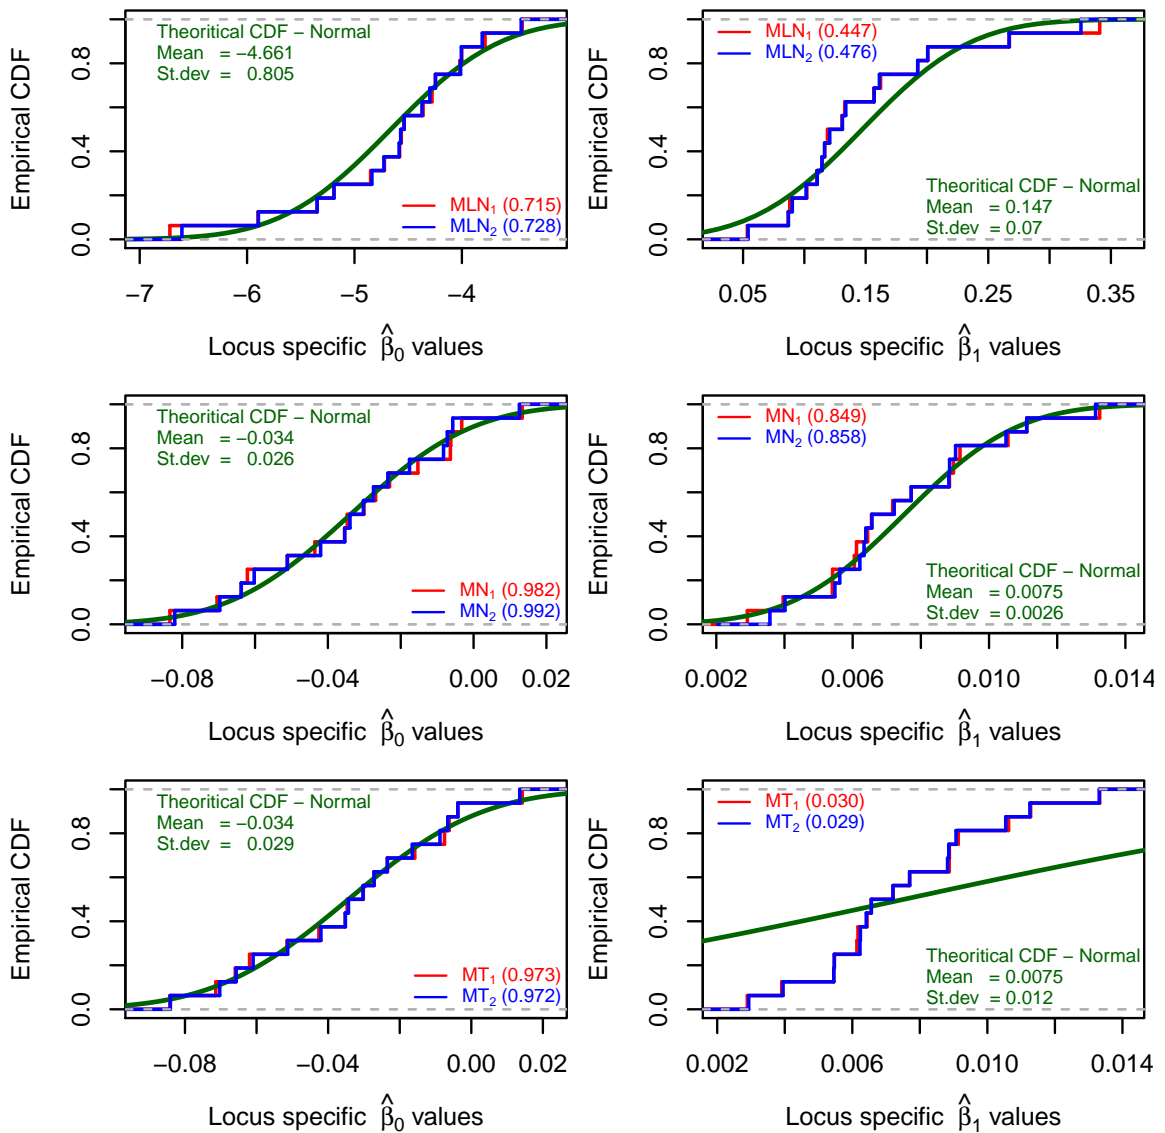 Theoritical CDF − Normal
Mean = −4.661
St.dev = 0.805
MLN1 (0.715)
MLN2 (0.728)
Empirical CDF
0.0 0.4 0.8
−7 −6 −5 −4
Locus specific β̂0 values
MLN1 (0.447)
MLN2 (0.476)
Theoritical CDF − Normal
Mean = 0.147
St.dev = 0.07
Empirical CDF
0.0 0.4 0.8
0.05 0.15 0.25 0.35
Locus specific β̂1 values
Theoritical CDF − Normal
Mean = −0.034
St.dev = 0.026
MN1 (0.982)
MN2 (0.992)
Empirical CDF
0.0 0.4 0.8
−0.08 −0.04 0.00 0.02
Locus specific β̂0 values
MN1 (0.849)
MN2 (0.858)
Theoritical CDF − Normal
Mean = 0.0075
St.dev = 0.0026
Empirical CDF
0.0 0.4 0.8
0.002 0.006 0.010 0.014
Locus specific β̂1 values
Theoritical CDF − Normal
Mean = −0.034
St.dev = 0.029
MT1 (0.973)
MT2 (0.972)
Empirical CDF
0.0 0.4 0.8
−0.08 −0.04 0.00 0.02
Locus specific β̂0 values
MT1 (0.030)
MT2 (0.029)
Theoritical CDF − Normal
Mean = 0.0075
St.dev = 0.012
Empirical CDF
0.0 0.4 0.8
0.002 0.006 0.010 0.014
Locus specific β̂1 values